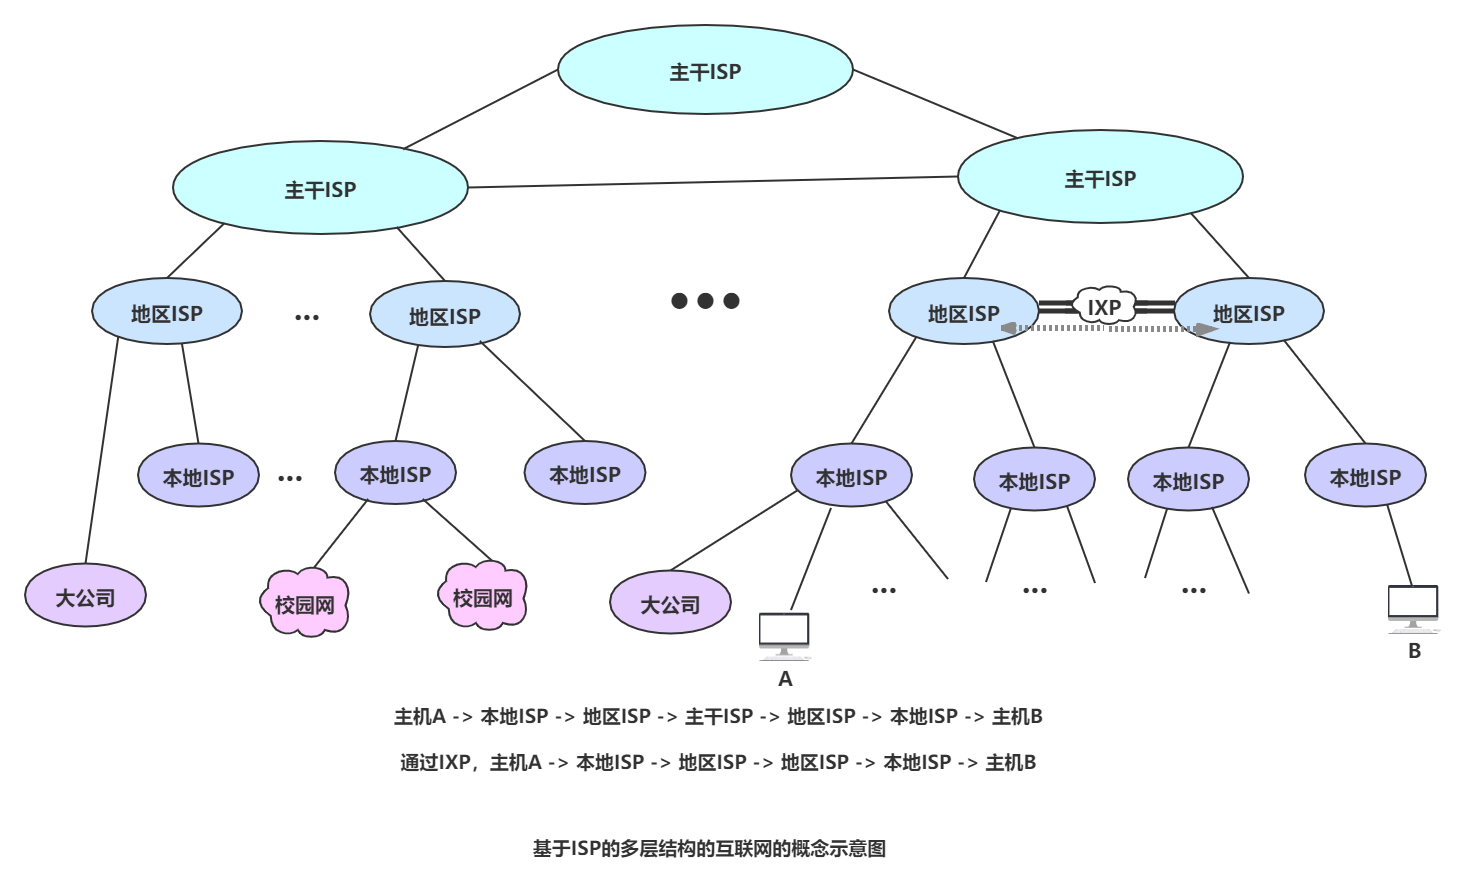 主干ISP
主干ISP
主干ISP
地区ISP
...
地区ISP
地区ISP
IXP
地区ISP
本地ISP
...
本地ISP
本地ISP
本地ISP
本地ISP
本地ISP
本地ISP
大公司
校园网
校园网
大公司
...
...
...
A
B
主机A -> 本地ISP -> 地区ISP -> 主干ISP -> 地区ISP -> 本地ISP -> 主机B
通过IXP，主机A -> 本地ISP -> 地区ISP -> 地区ISP -> 本地ISP -> 主机B
基于ISP的多层结构的互联网的概念示意图